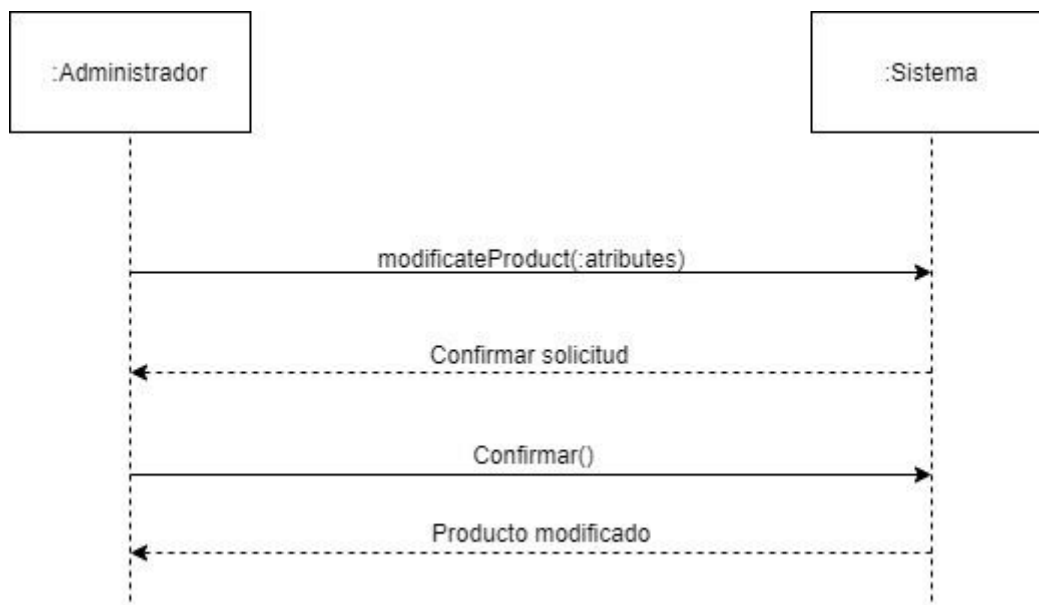 :Administrador
:Sistema
modificateProduct(:atributes)
Confirmar solicitud
Confirmar()
Producto modificado